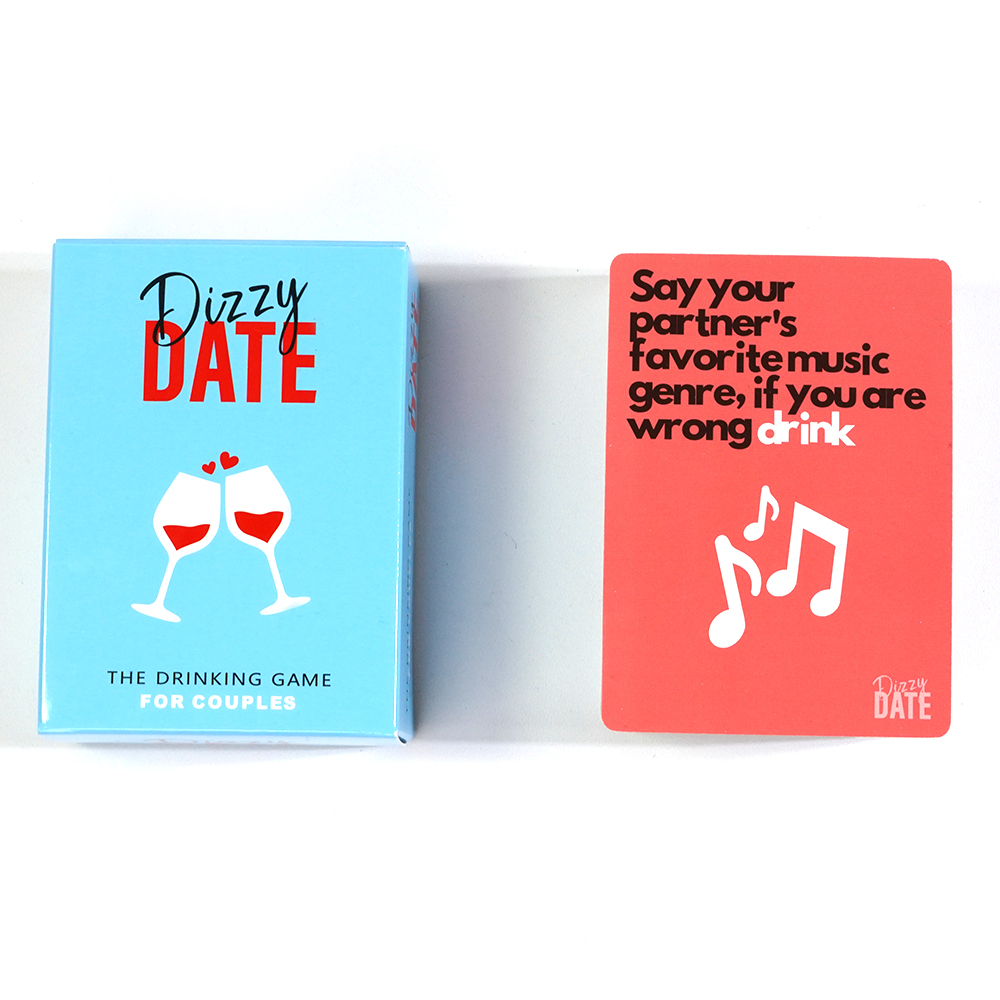 Dizzy
DATE
THE DRINKING GAME
FOR COUPLES
Say your
partner's
favorite music
genre, if you are
wrong drink
Dizzy
DATE